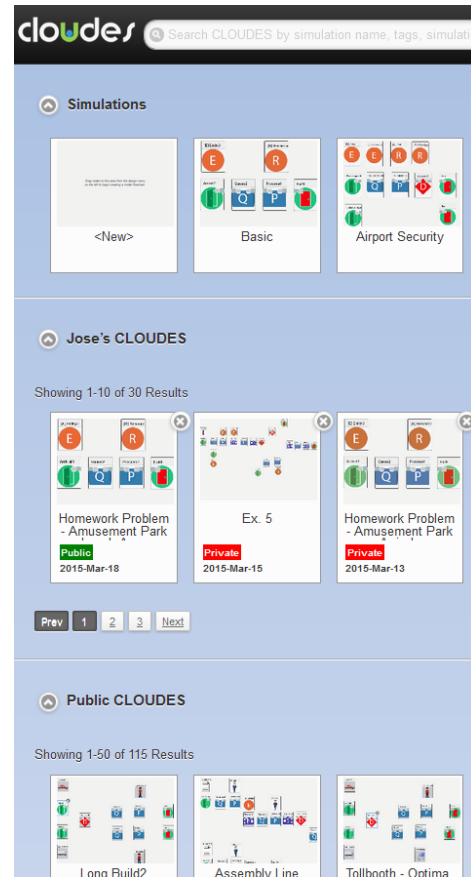 cloudes
Search CLOUDES by simulation name, tags, simulati
Simulations
E
R
Q
P
E
E
R
R
Q
P
D
<New>
Basic
Airport Security
Jose's CLOUDES
Showing 1-10 of 30 Results
E
R
Q
P
E
R
Q
P
Homework Problem
- Amusement Park
Public
2015-Mar-18
Ex. 5
Private
2015-Mar-15
Homework Problem
- Amusement Park
Private
2015-Mar-13
Prev
1
2
3
Next
Public CLOUDES
Showing 1-50 of 115 Results
Long Build2
Assembly Line
Tollbooth - Optima